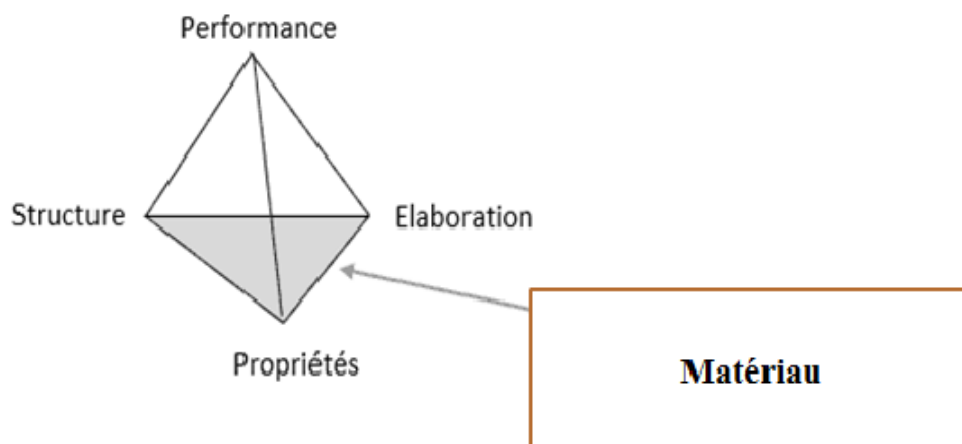 Performance
Structure
Elaboration
Propriétés
Matériau